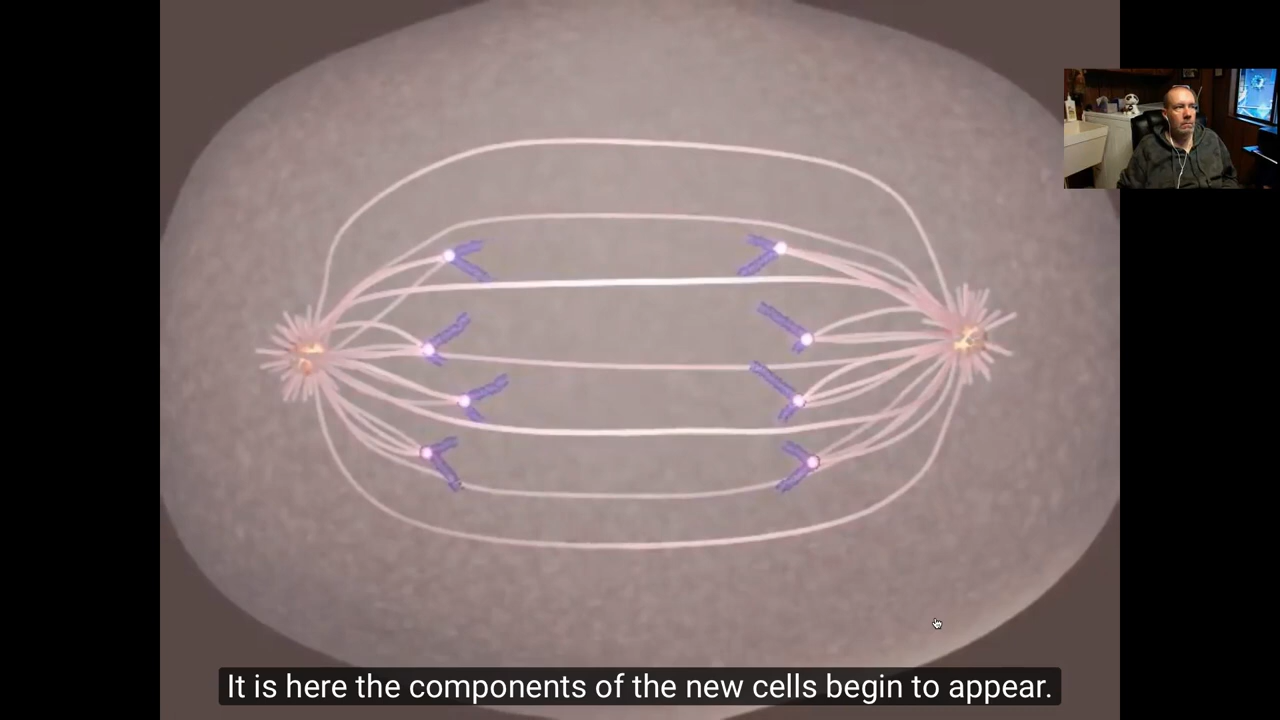 It is here the components of the new cells begin to appear.